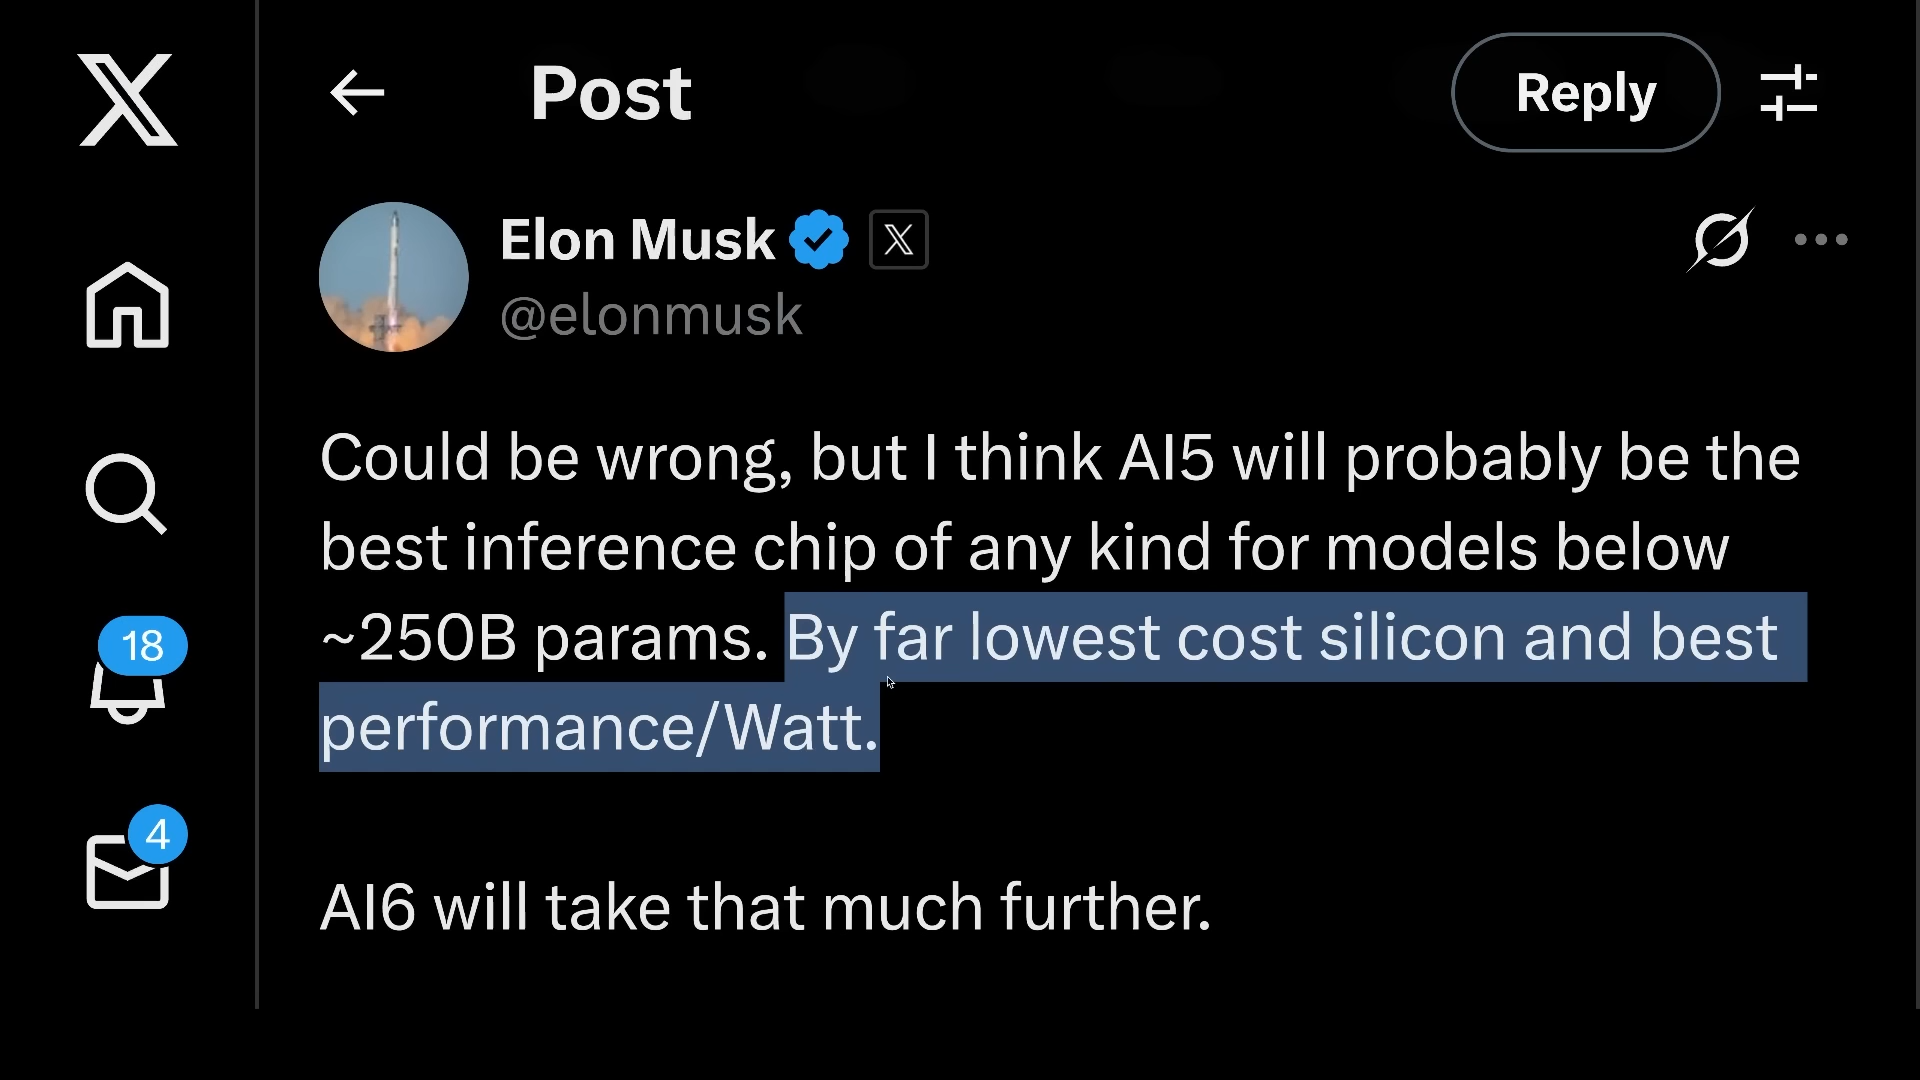 Post
Reply
Elon Musk
@elonmusk
Could be wrong, but I think AI5 will probably be the
best inference chip of any kind for models below
~250B params. By far lowest cost silicon and best
performance/Watt.
AI6 will take that much further.
18
4